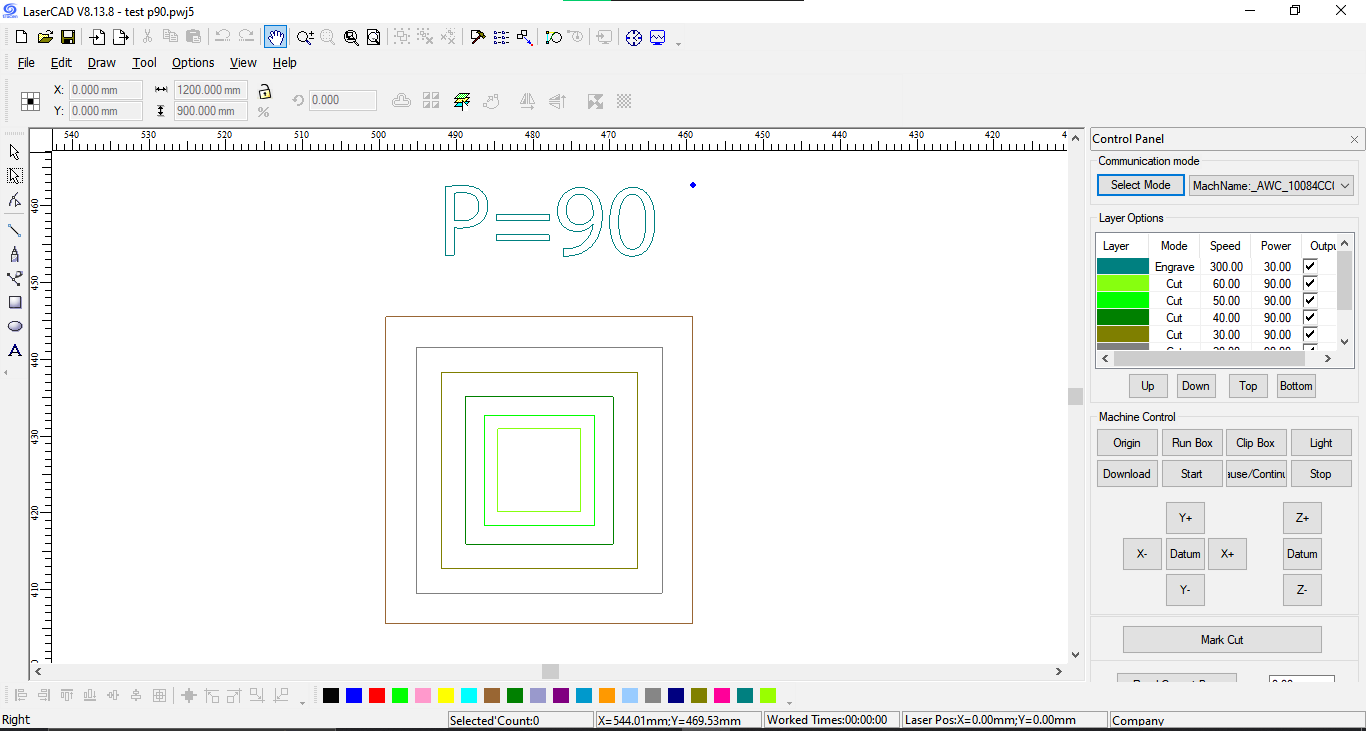 LaserCAD V8.13.8 - test p90.pwj5
File Edit Draw Tool Options View Help
X: 0.000 mm 1200.000 mm 0.000
Y: 0.000 mm 900.000 mm %
540 530 520 510 500 490 480 470 460 450 440 430 420 4
460
450
440
430
420
410
P=90
Control Panel
Communication mode
Select Mode MachName:_AWC_10084CC
Layer Options
Layer Mode Speed Power Outpu
Engrave 300.00 30.00
Cut 60.00 90.00
Cut 50.00 90.00
Cut 40.00 90.00
Cut 30.00 90.00
Up Down Top Bottom
Machine Control
Origin Run Box Clip Box Light
Download Start ause/Continu Stop
Y+ Z+
X- Datum X+ Datum
Y- Z-
Mark Cut
Right Selected'Count:0 X=544.01mm;Y=469.53mm Worked Times:00:00:00 Laser Pos:X=0.00mm;Y=0.00mm Company